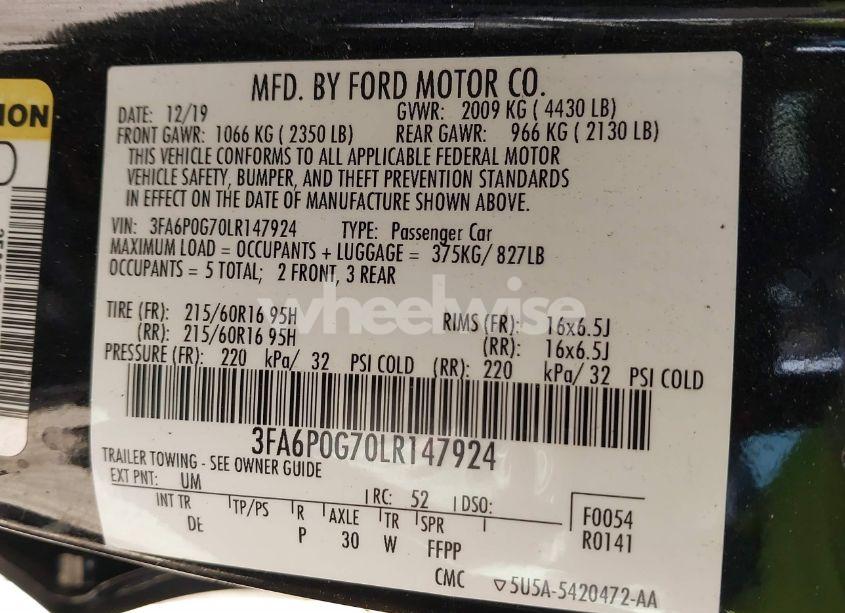 MFD. BY FORD MOTOR CO.
DATE: 12/19 GVWR: 2009 KG ( 4430 LB)
FRONT GAWR: 1066 KG ( 2350 LB) REAR GAWR: 966 KG ( 2130 LB)
THIS VEHICLE CONFORMS TO ALL APPLICABLE FEDERAL MOTOR
VEHICLE SAFETY, BUMPER, AND THEFT PREVENTION STANDARDS
IN EFFECT ON THE DATE OF MANUFACTURE SHOWN ABOVE.
VIN: 3FA6P0G70LR147924 TYPE: Passenger Car
MAXIMUM LOAD = OCCUPANTS + LUGGAGE = 375KG/ 827LB
OCCUPANTS = 5 TOTAL; 2 FRONT, 3 REAR
wheelwise
TIRE (FR): 215/60R16 95H RIMS (FR): 16x6.5J
(RR): 215/60R16 95H (RR): 16x6.5J
PRESSURE (FR): 220 kPa/ 32 PSI COLD (RR): 220 kPa/ 32 PSI COLD
3FA6P0G70LR147924
TRAILER TOWING - SEE OWNER GUIDE
EXT PNT: UM RC: 52 DSO:
INT TR TP/PS R AXLE TR SPR
DE P 30 W FFPP
F0054
R0141
CMC 5U5A-5420472-AA